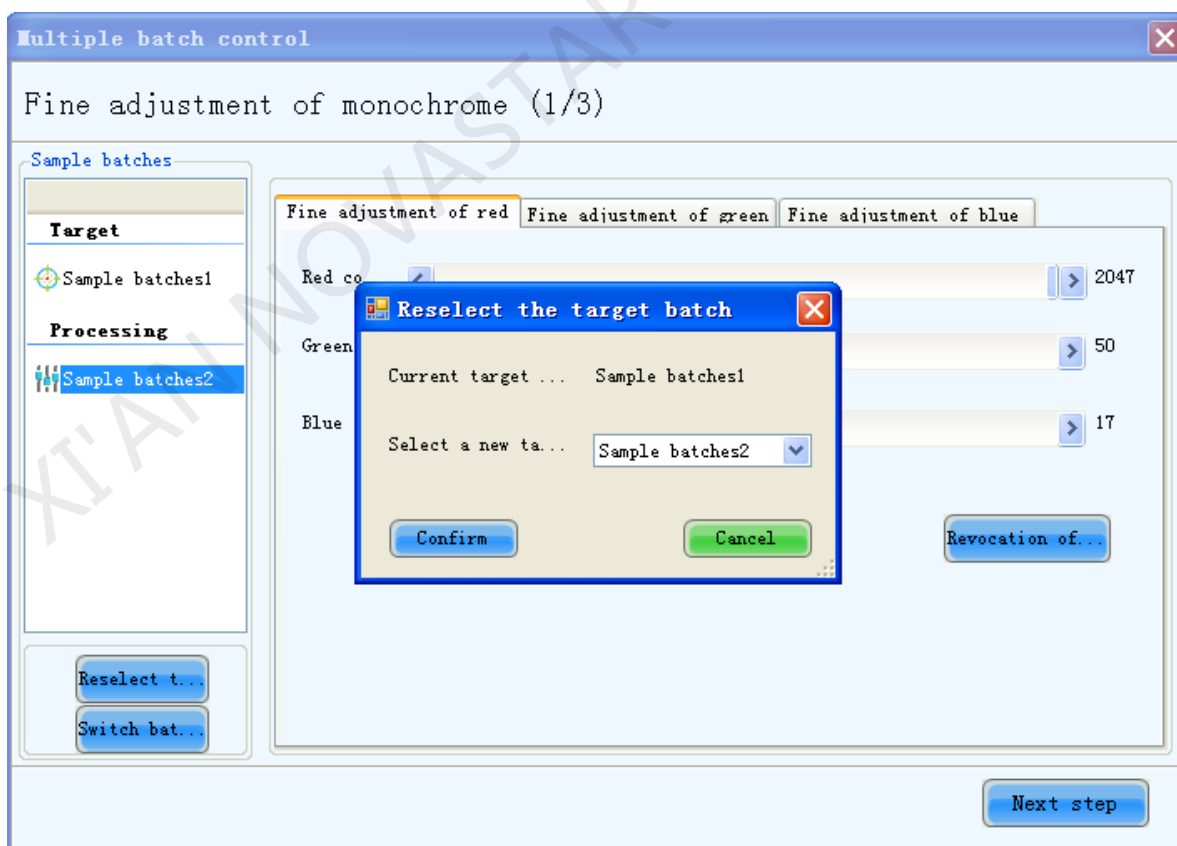 Multiple batch control
Fine adjustment of monochrome (1/3)
Sample batches
Target
Sample batches1
Processing
Sample batches2
Reselect t...
Switch bat...
Fine adjustment of red
Fine adjustment of green
Fine adjustment of blue
Red co
2047
Green
50
Blue
17
Reselect the target batch
Current target ...
Sample batches1
Select a new ta...
Sample batches2
Confirm
Cancel
Revocation of...
Next step
XI'AN NOVASTAR